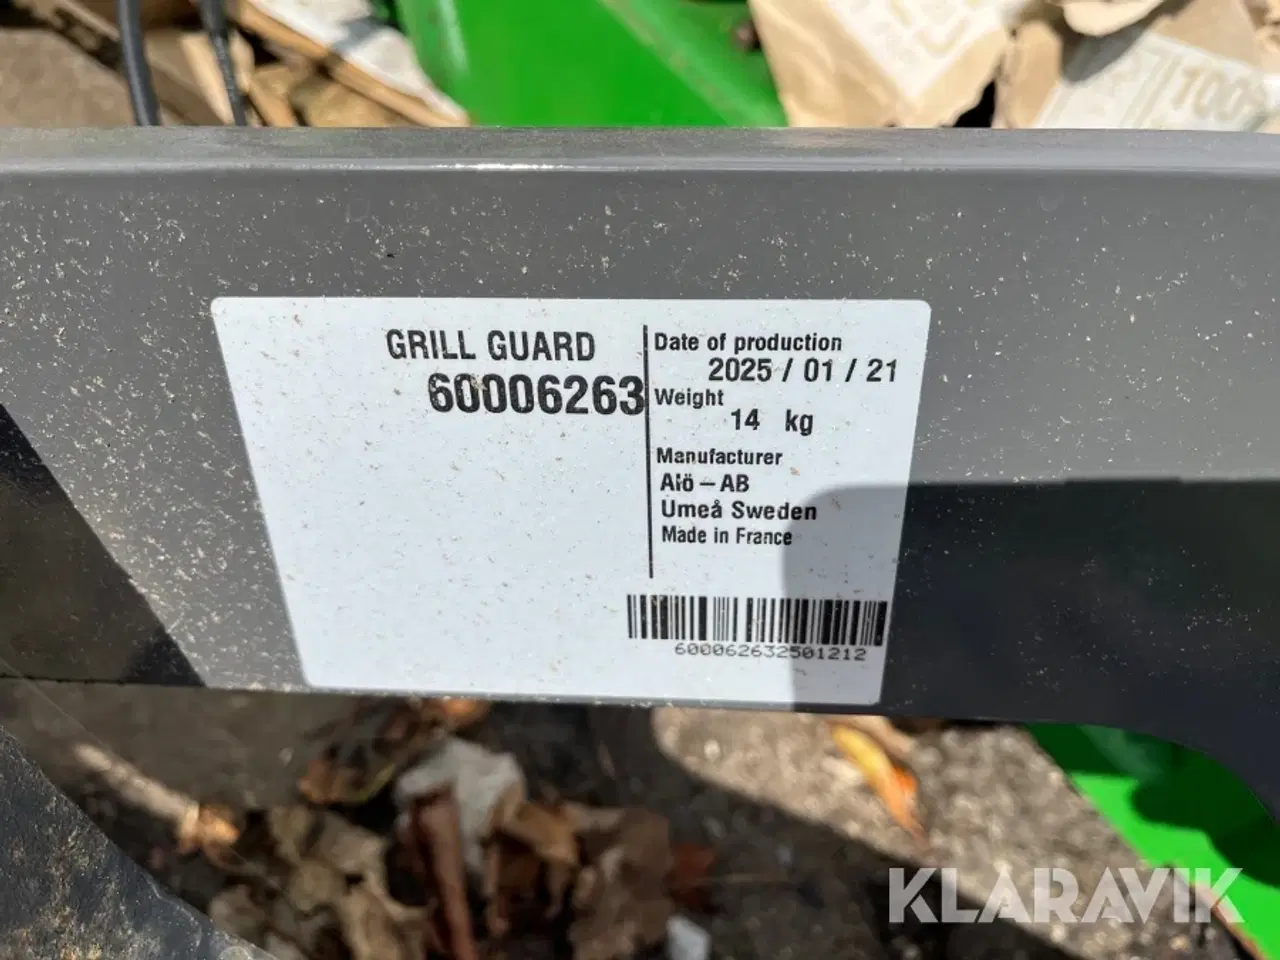 TOOP
GRILL GUARD
60006263
Date of production
2025 / 01 / 21
Weight
14 kg
Manufacturer
Alö – AB
Umeå Sweden
Made in France
600062632501212
KLARAVIK